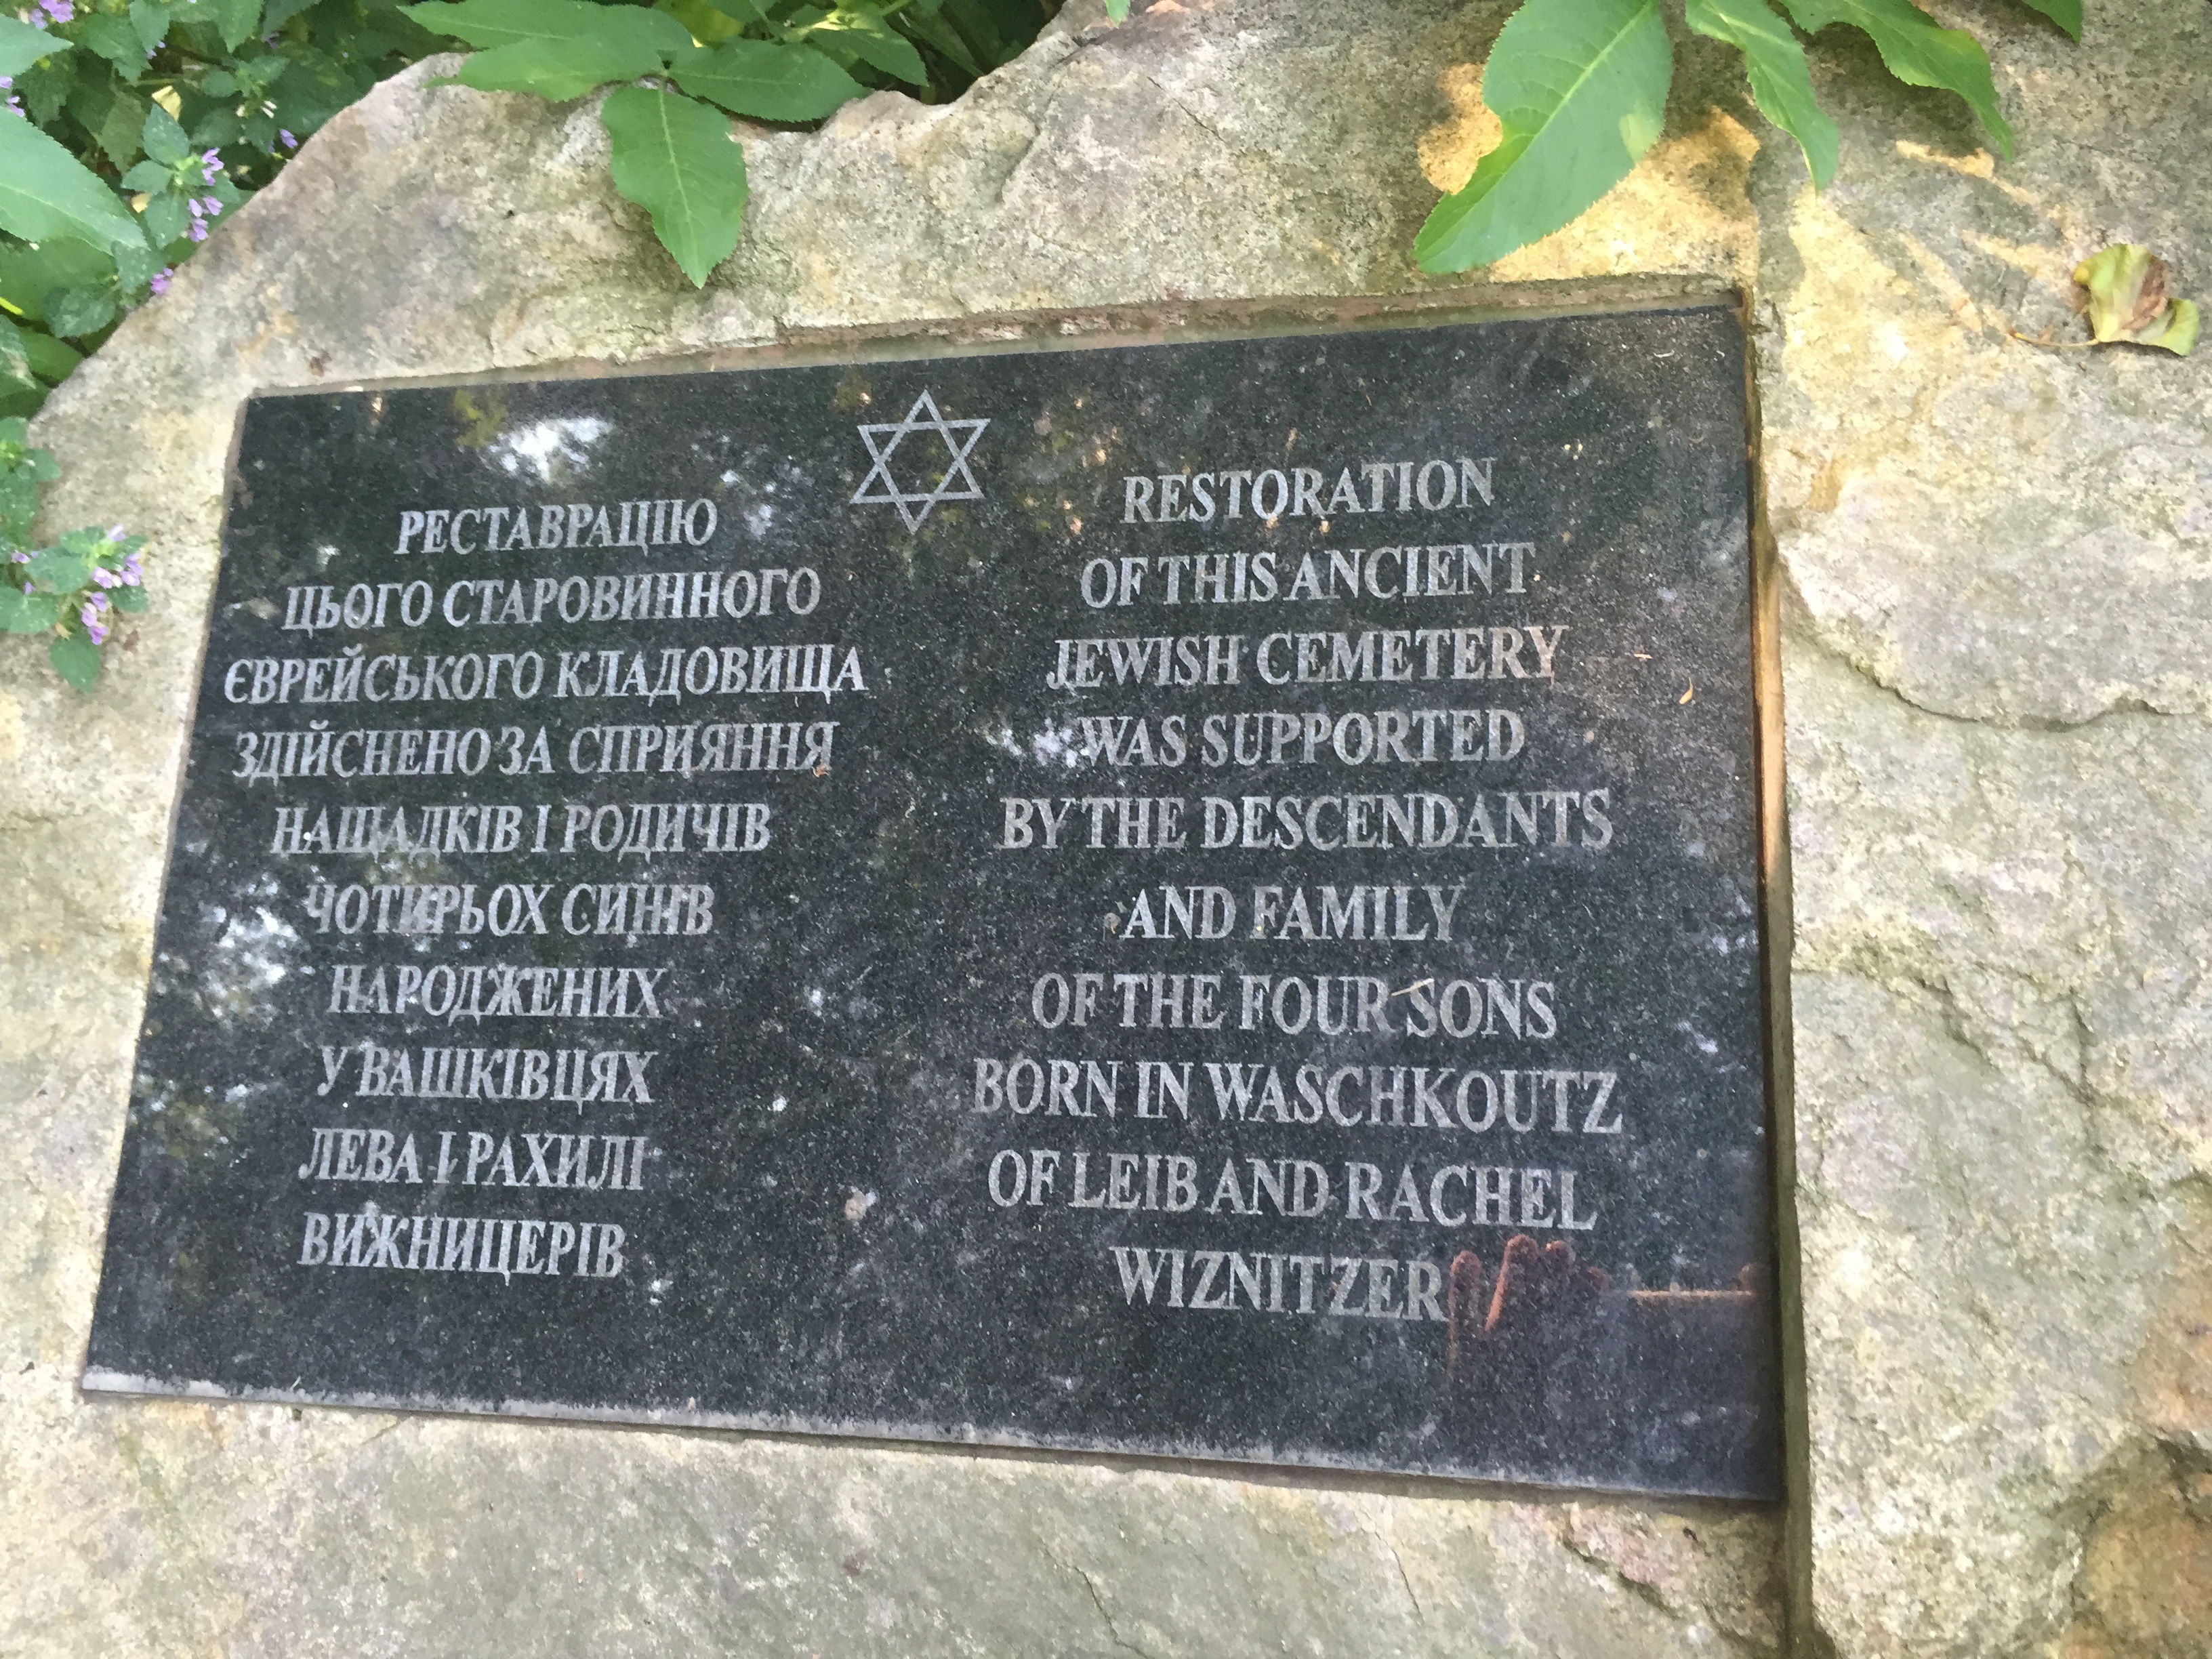 РЕСТАВРАЦІЮ
ЦЬОГО СТАРОВИННОГО
ЄВРЕЙСЬКОГО КЛАДОВИЩА
ЗДІЙСНЕНО ЗА СПРИЯННЯ
НАЩАДКІВ І РОДИЧІВ
ЧОТИРЬОХ СИНІВ
НАРОДЖЕНИХ
У ВАШКІВЦЯХ
ЛЕВА І РАХИЛІ
ВИЖНИЦЕРІВ
RESTORATION
OF THIS ANCIENT
JEWISH CEMETERY
WAS SUPPORTED
BY THE DESCENDANTS
AND FAMILY
OF THE FOUR SONS
BORN IN WASCHKOUTZ
OF LEIB AND RACHEL
WIZNITZER